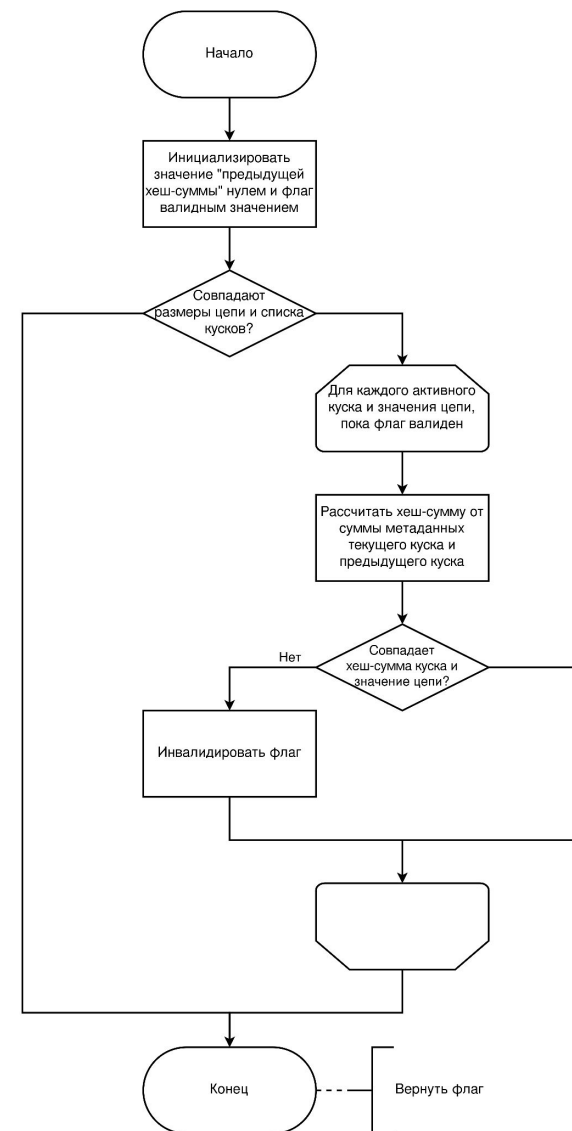 Начало
Инициализировать
значение "предыдущей
хеш-суммы" нулем и флаг
валидным значением
Совпадают
размеры цепи и списка
кусков?
Для каждого активного
куска и значения цепи,
пока флаг валиден
Рассчитать хеш-сумму от
суммы метаданных
текущего куска и
предыдущего куска
Совпадает
хеш-сумма куска и
значение цепи?
Нет
Инвалидировать флаг
Конец
Вернуть флаг